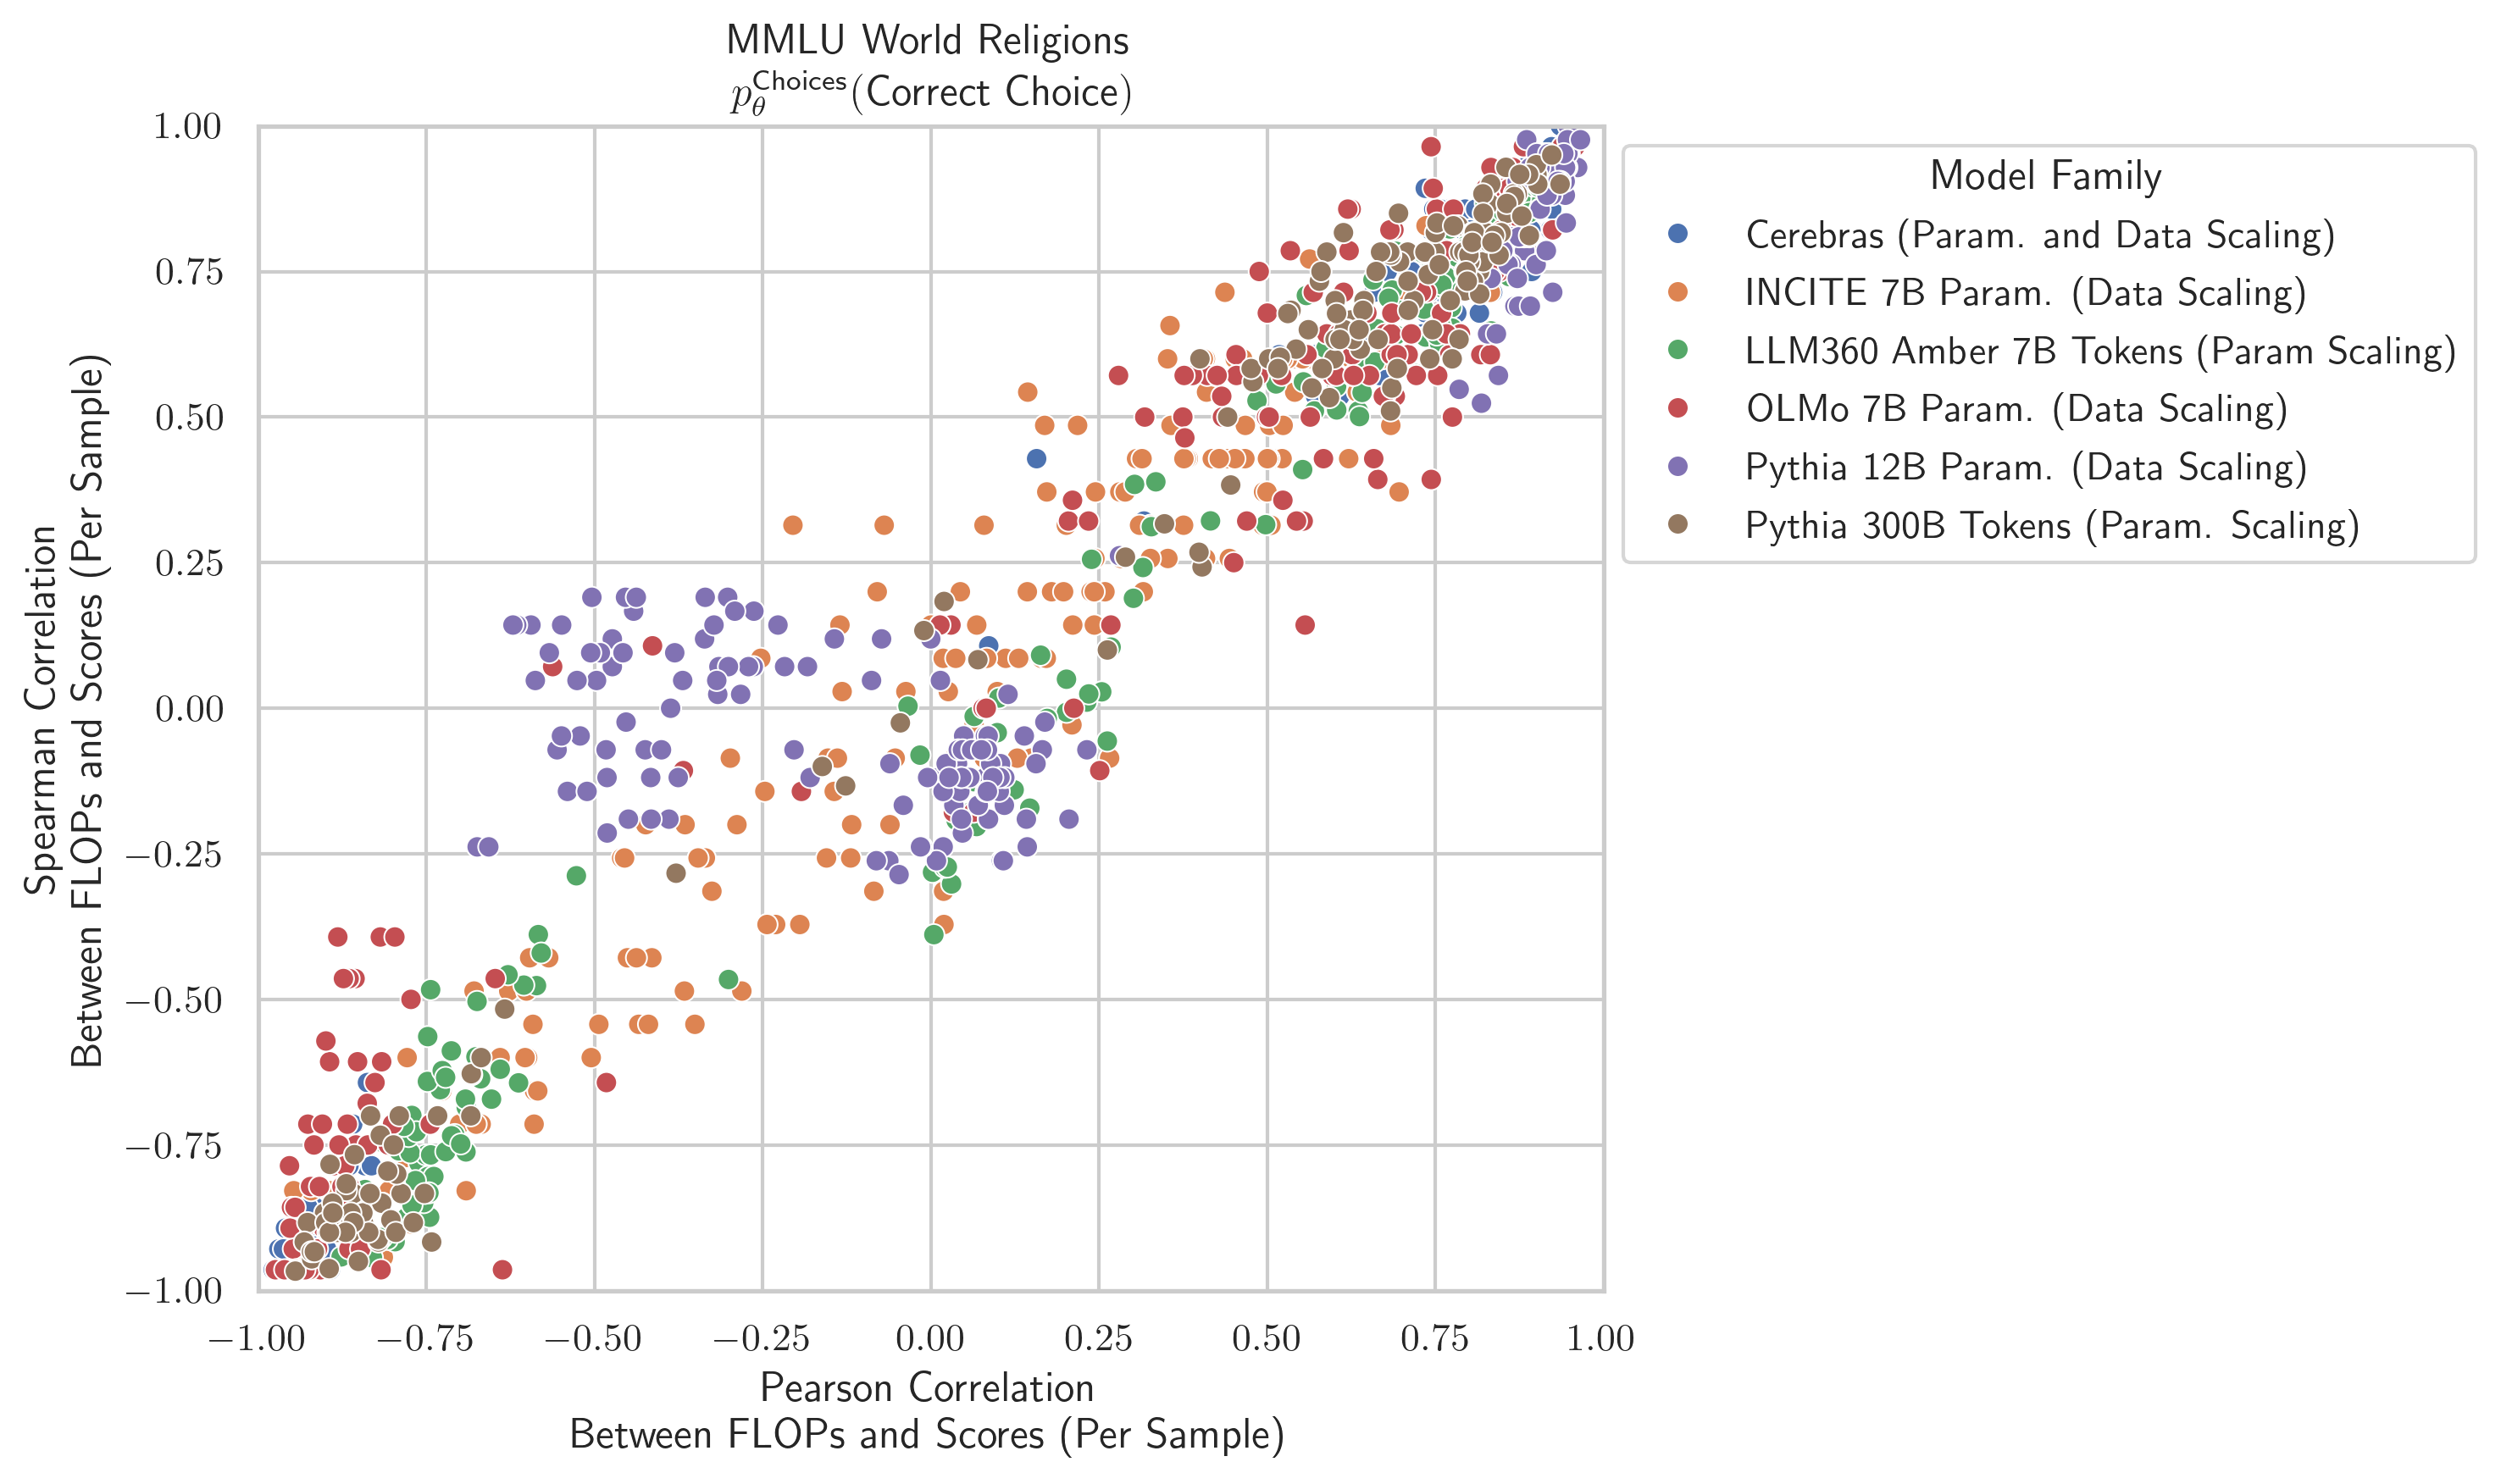 MMLU World Religions
p_θ^Choices(Correct Choice)
Spearman Correlation
Between FLOPs and Scores (Per Sample)
1.00
0.75
0.50
0.25
0.00
−0.25
−0.50
−0.75
−1.00
−1.00 −0.75 −0.50 −0.25 0.00 0.25 0.50 0.75 1.00
Pearson Correlation
Between FLOPs and Scores (Per Sample)
Model Family
Cerebras (Param. and Data Scaling)
INCITE 7B Param. (Data Scaling)
LLM360 Amber 7B Tokens (Param Scaling)
OLMo 7B Param. (Data Scaling)
Pythia 12B Param. (Data Scaling)
Pythia 300B Tokens (Param. Scaling)